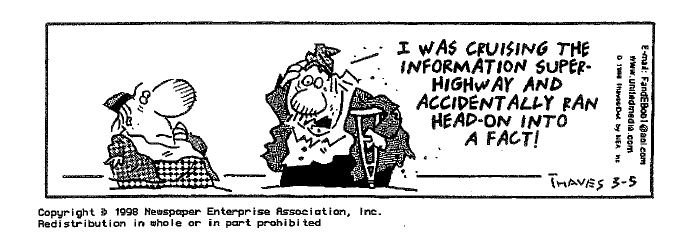 I WAS CRUISING THE
INFORMATION SUPER-
HIGHWAY AND
ACCIDENTALLY RAN
HEAD-ON INTO
A FACT!
E-mail: FandEBob1@aol.com
www.unitedmedia.com
© 1998 Thaves/Dist. by NEA, Inc
THAVES 3-5
Copyright © 1998 Newspaper Enterprise Association, Inc.
Redistribution in whole or in part prohibited